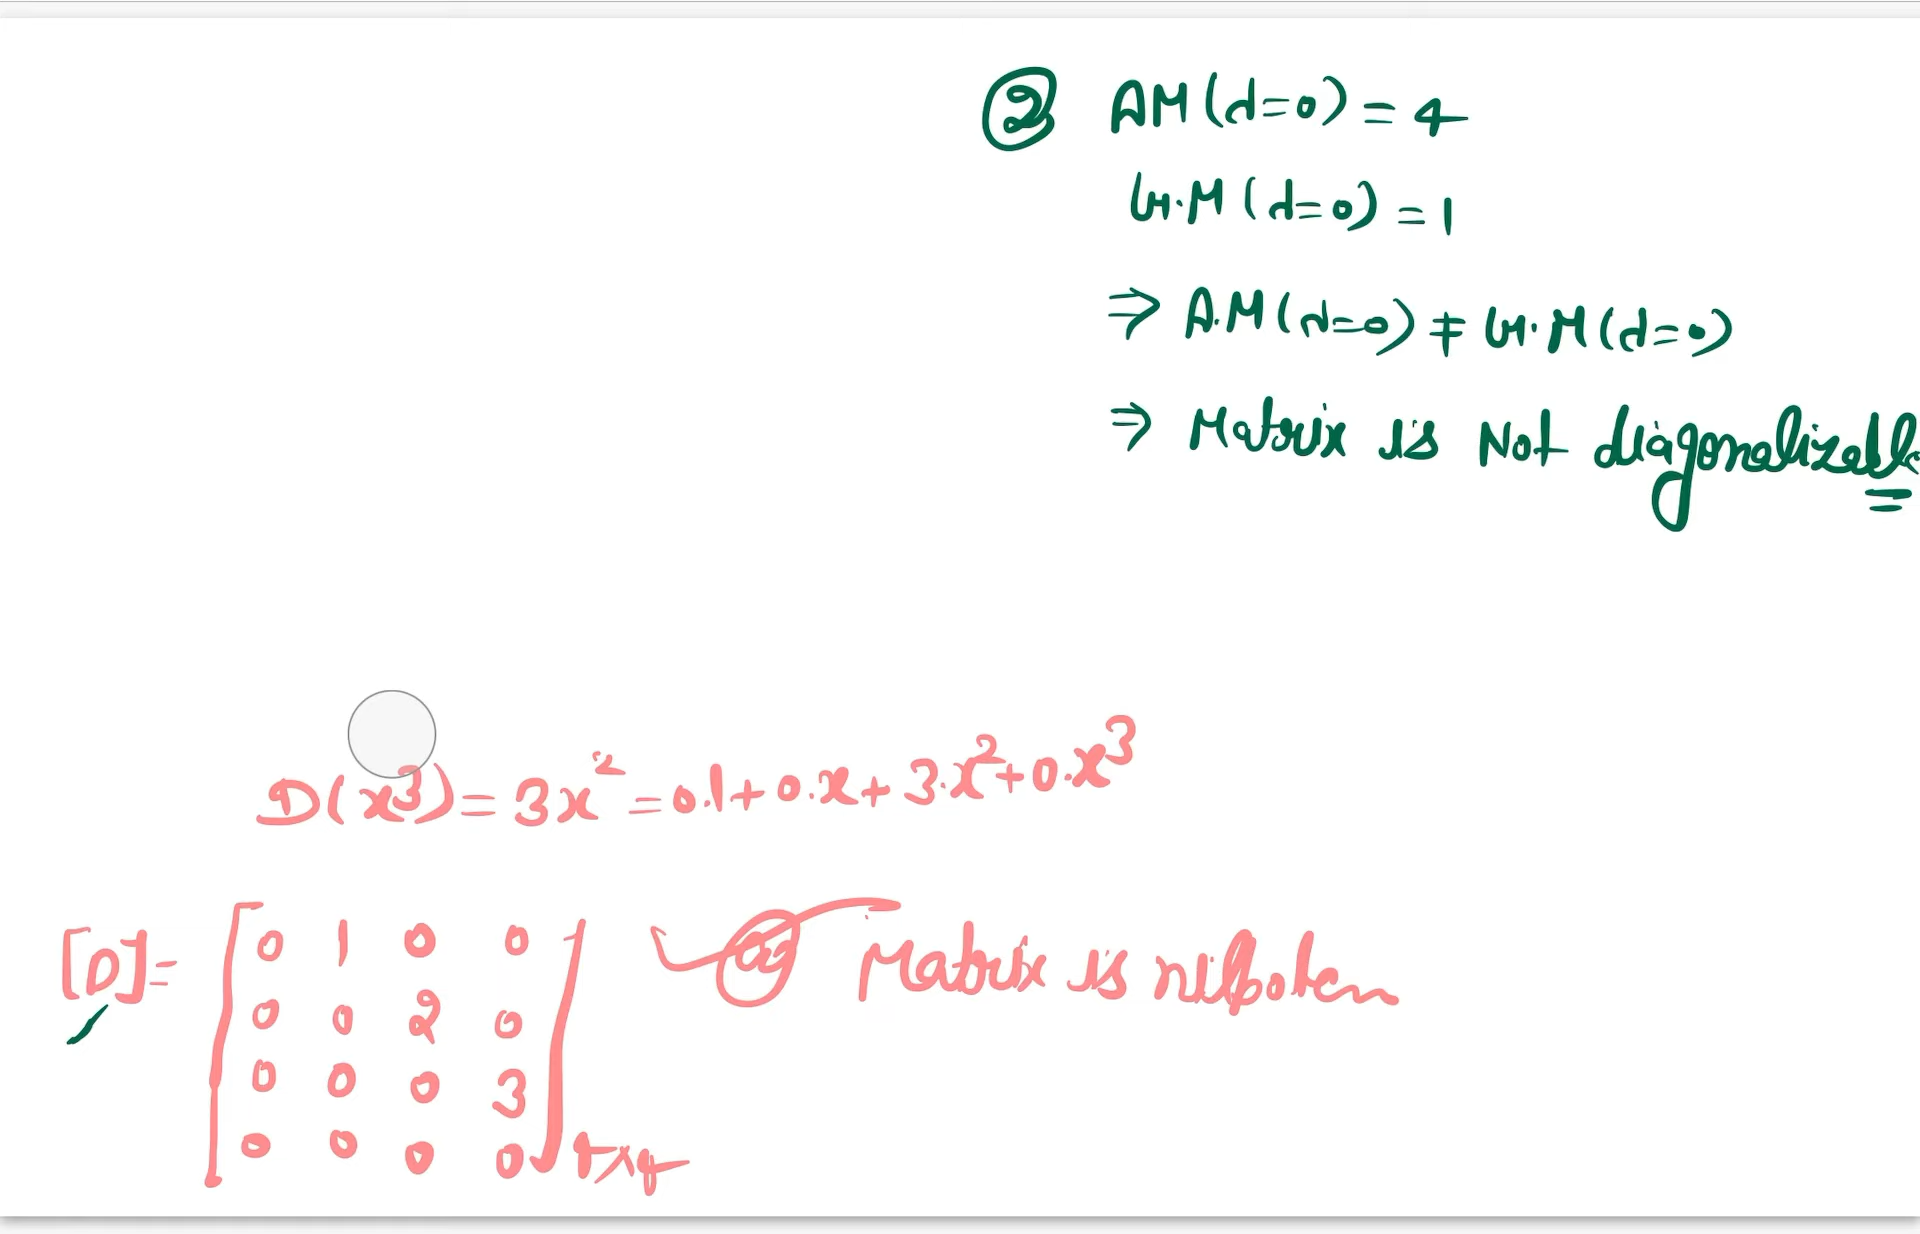 ② AM(λ=0) = 4
G.M(λ=0) = 1
⇒ A.M(λ=0) ≠ G.M(λ=0)
⇒ Matrix is Not diagonalizable
D(x³) = 3x² = 0.1+0.x+3.x²+0.x³
[D]=
0 1 0 0
0 0 2 0
0 0 0 3
0 0 0 0
4×4
Matrix is nilpoten